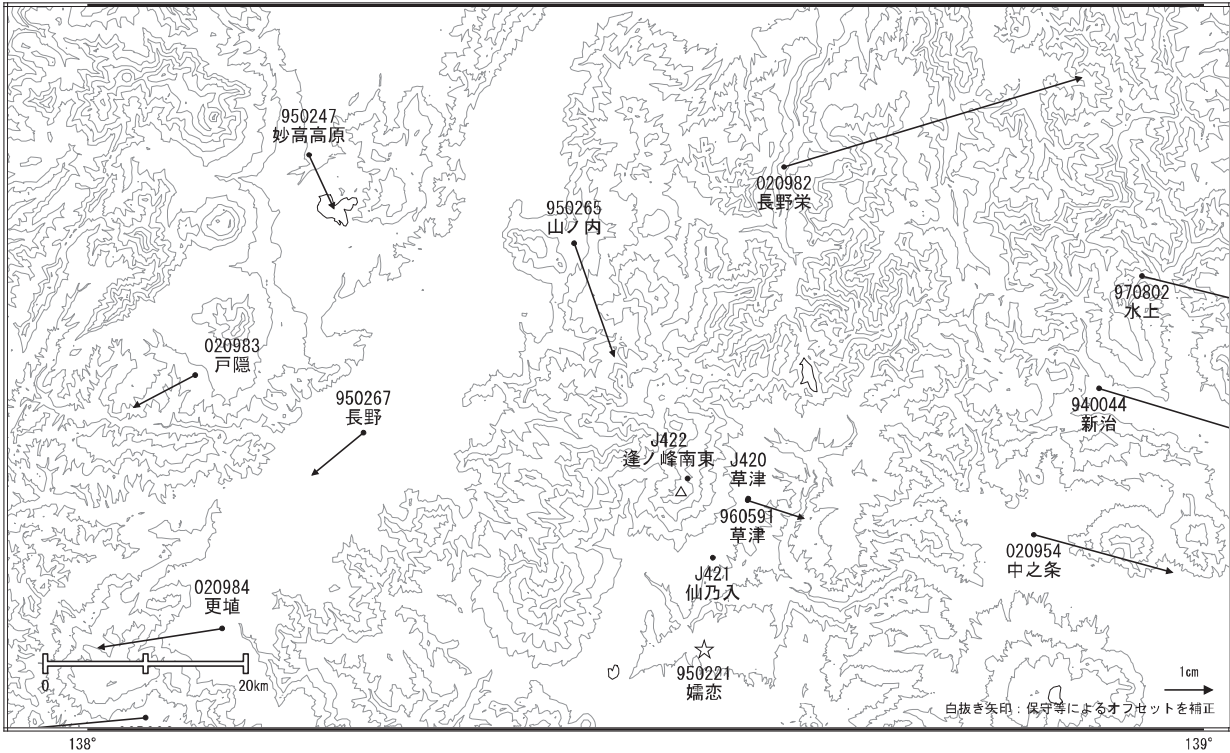 950247
妙高高原
020982
長野栄
950265
山ノ内
970802
水上
020983
戸隠
950267
長野
940044
新治
J422
逢ノ峰南東
J420
草津
960591
草津
020954
中之条
J421
仙乃入
020984
更埴
950221
嬬恋
0
20km
1cm
白抜き矢印：保守等によるオフセットを補正
138°
139°